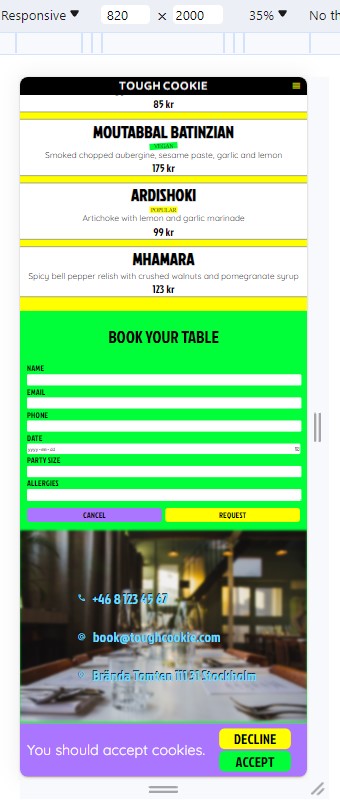 Responsive
820
×
2000
35%
No th
TOUGH COOKIE
85 kr
MOUTABBAL BATINZIAN
VEGAN
Smoked chopped aubergine, sesame paste, garlic and lemon
175 kr
ARDISHOKI
POPULAR
Artichoke with lemon and garlic marinade
99 kr
MHAMARA
Spicy bell pepper relish with crushed walnuts and pomegranate syrup
123 kr
BOOK YOUR TABLE
NAME
EMAIL
PHONE
DATE
yyyy-mm-dd
PARTY SIZE
ALLERGIES
CANCEL
REQUEST
+46 8 123 45 67
book@toughcookie.com
Brända Tomten 111 31 Stockholm
You should accept cookies.
DECLINE
ACCEPT